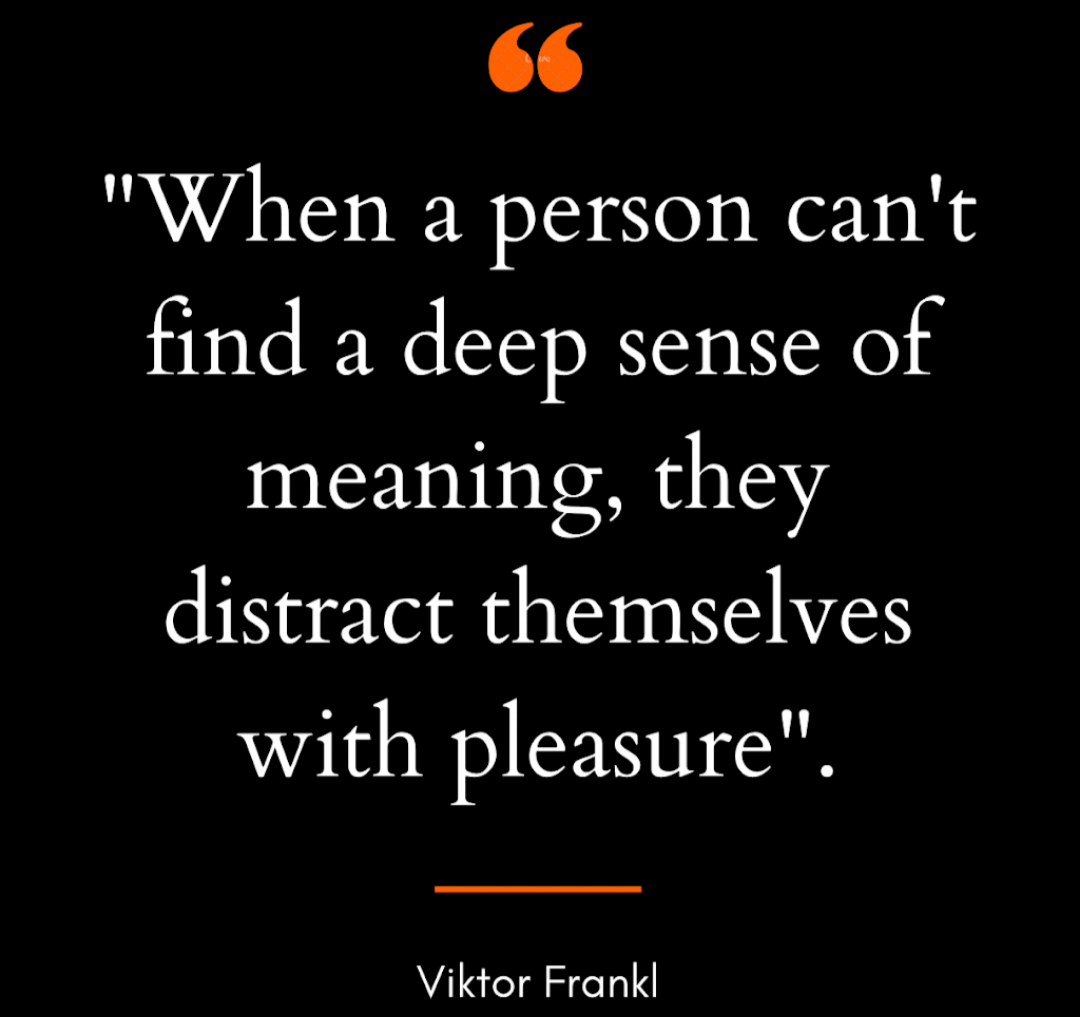 "When a person can't
find a deep sense of
meaning, they
distract themselves
with pleasure".
Viktor Frankl